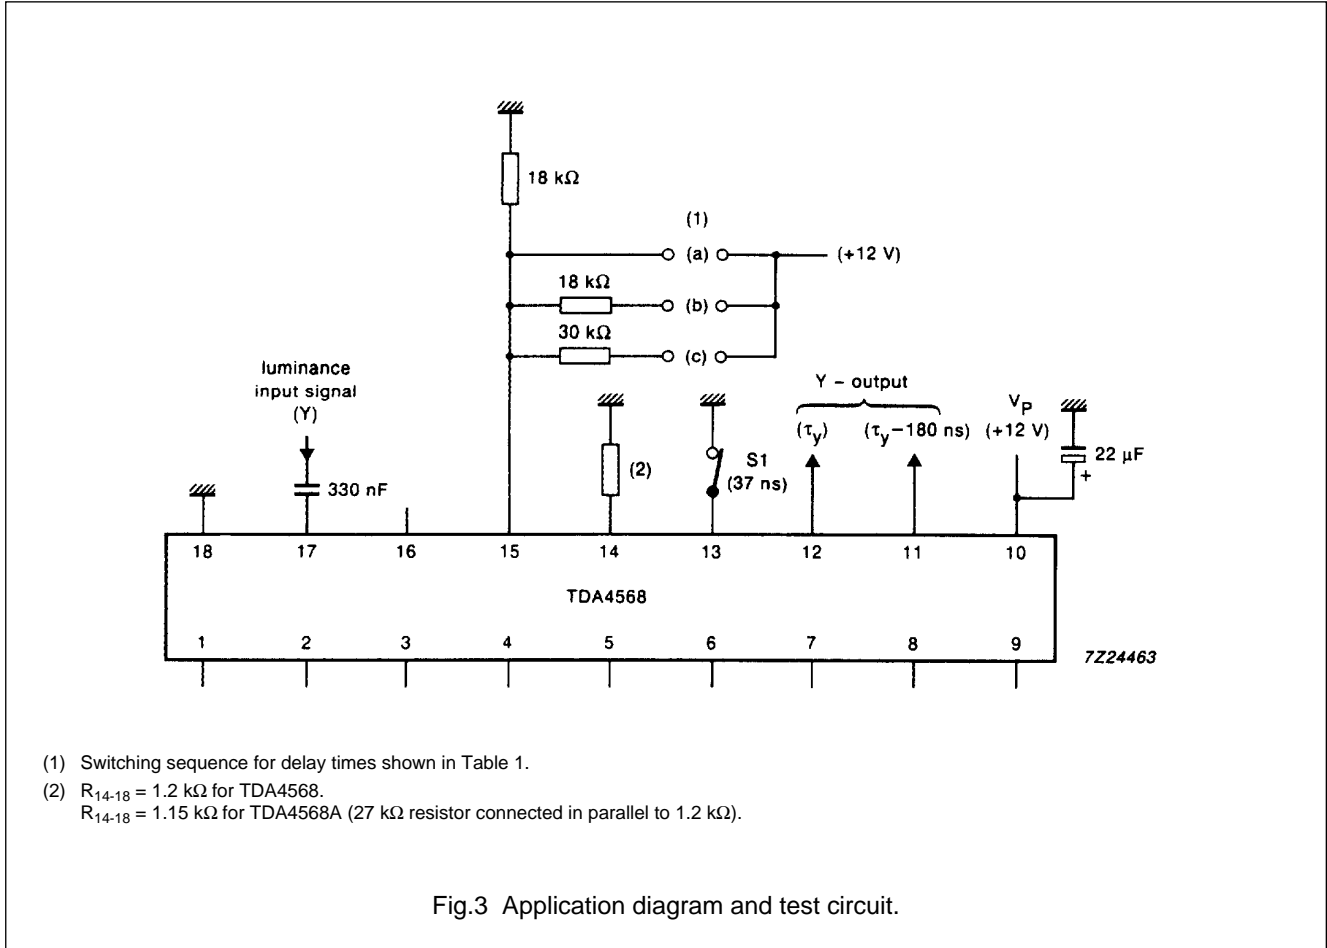 18 kΩ
(1)
(a)
(+12 V)
18 kΩ
(b)
30 kΩ
(c)
luminance
input signal
(Y)
Y – output
(τy) (τy–180 ns)
VP
(+12 V)
330 nF
(2)
S1
(37 ns)
22 µF
+
18 17 16 15 14 13 12 11 10
TDA4568
1 2 3 4 5 6 7 8 9
7Z24463
(1) Switching sequence for delay times shown in Table 1.
(2) R14-18 = 1.2 kΩ for TDA4568.
R14-18 = 1.15 kΩ for TDA4568A (27 kΩ resistor connected in parallel to 1.2 kΩ).
Fig.3 Application diagram and test circuit.